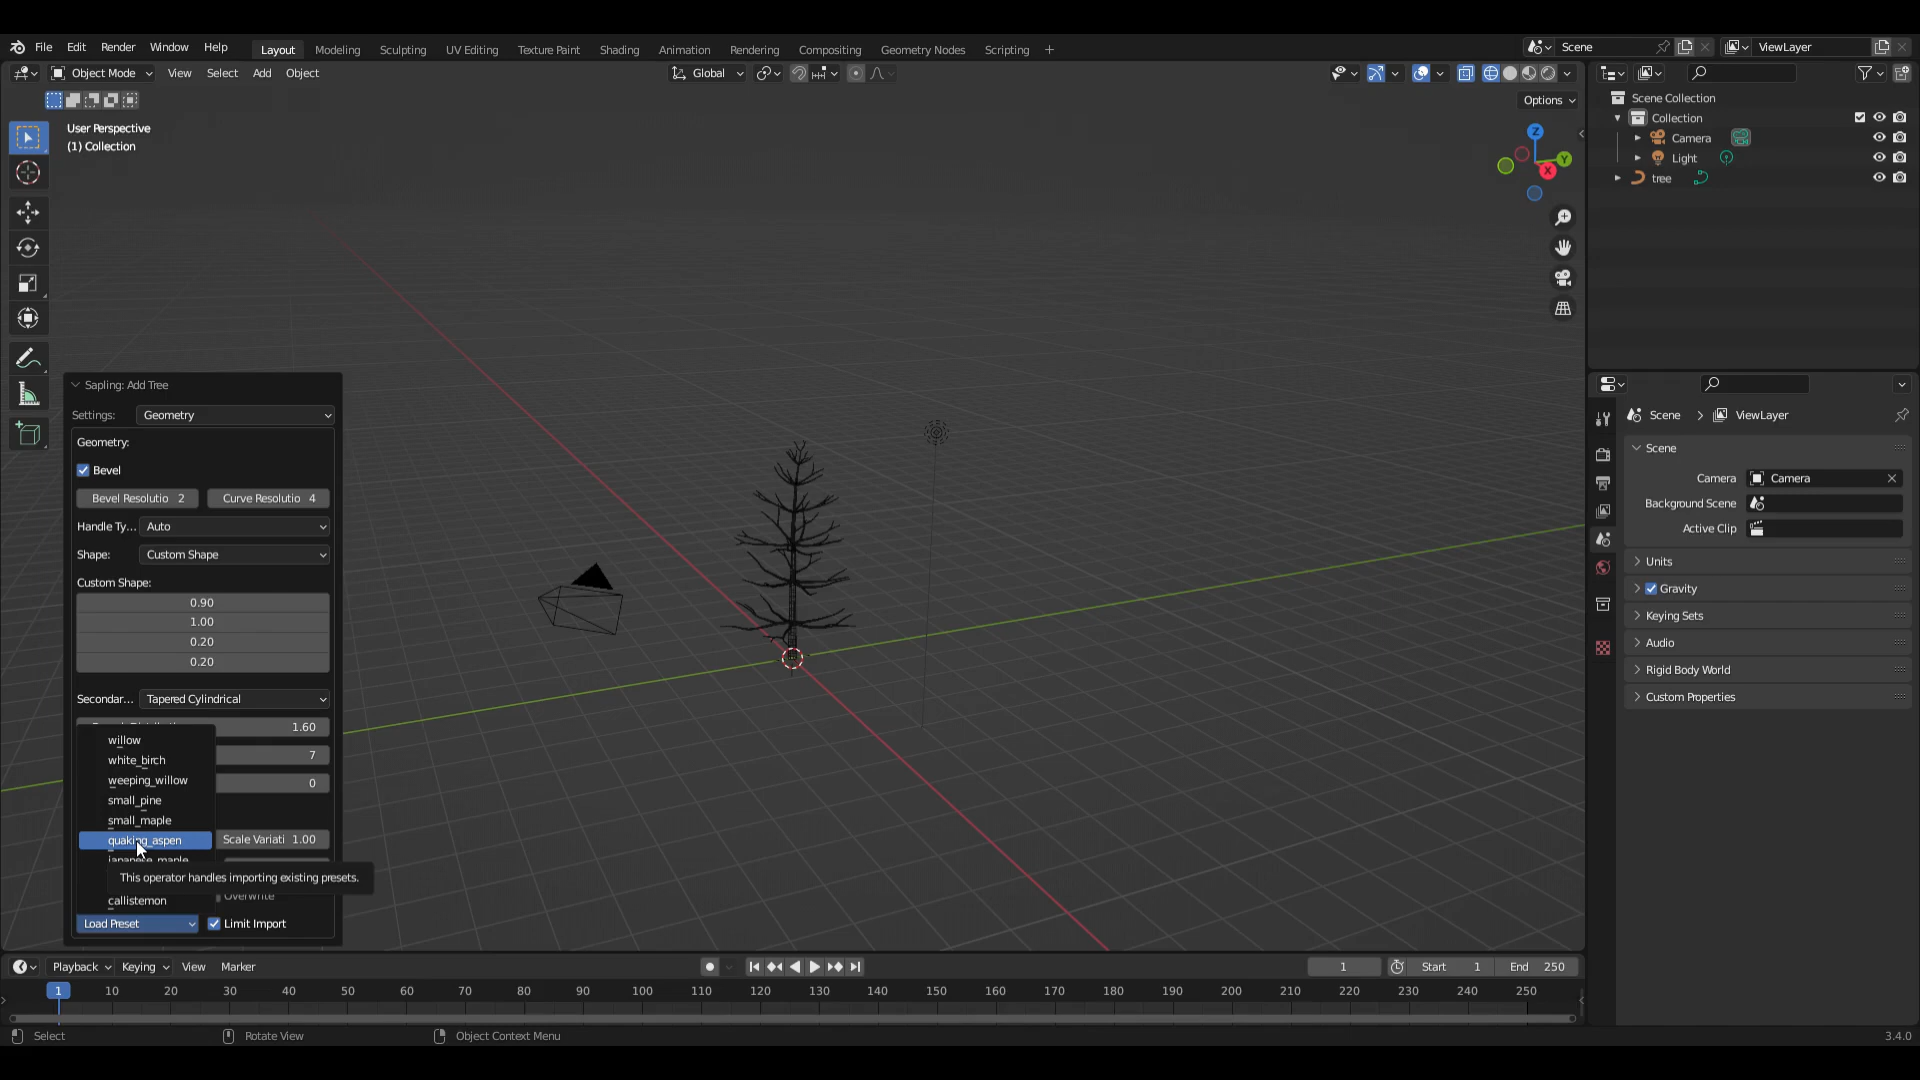 File Edit Render Window Help Layout Modeling Sculpting UV Editing Texture Paint Shading Animation Rendering Compositing Geometry Nodes Scripting + Scene ViewLayer
Object Mode View Select Add Object Global
Options
User Perspective
(1) Collection
Z
Y
X
Scene Collection
Collection
Camera
Light
tree
Sapling: Add Tree
Settings: Geometry
Geometry:
Bevel
Bevel Resolutio 2 Curve Resolutio 4
Handle Ty... Auto
Shape: Custom Shape
Custom Shape:
0.90
1.00
0.20
0.20
Secondar... Tapered Cylindrical
1.60
willow
white_birch 7
weeping_willow 0
small_pine
small_maple
quaking_aspen Scale Variati 1.00
japanese_maple
This operator handles importing existing presets.
Overwrite
callistemon
Load Preset Limit Import
Scene > ViewLayer
Scene
Camera Camera
Background Scene
Active Clip
Units
Gravity
Keying Sets
Audio
Rigid Body World
Custom Properties
Playback Keying View Marker 1 Start 1 End 250
1 10 20 30 40 50 60 70 80 90 100 110 120 130 140 150 160 170 180 190 200 210 220 230 240 250
Select Rotate View Object Context Menu 3.4.0